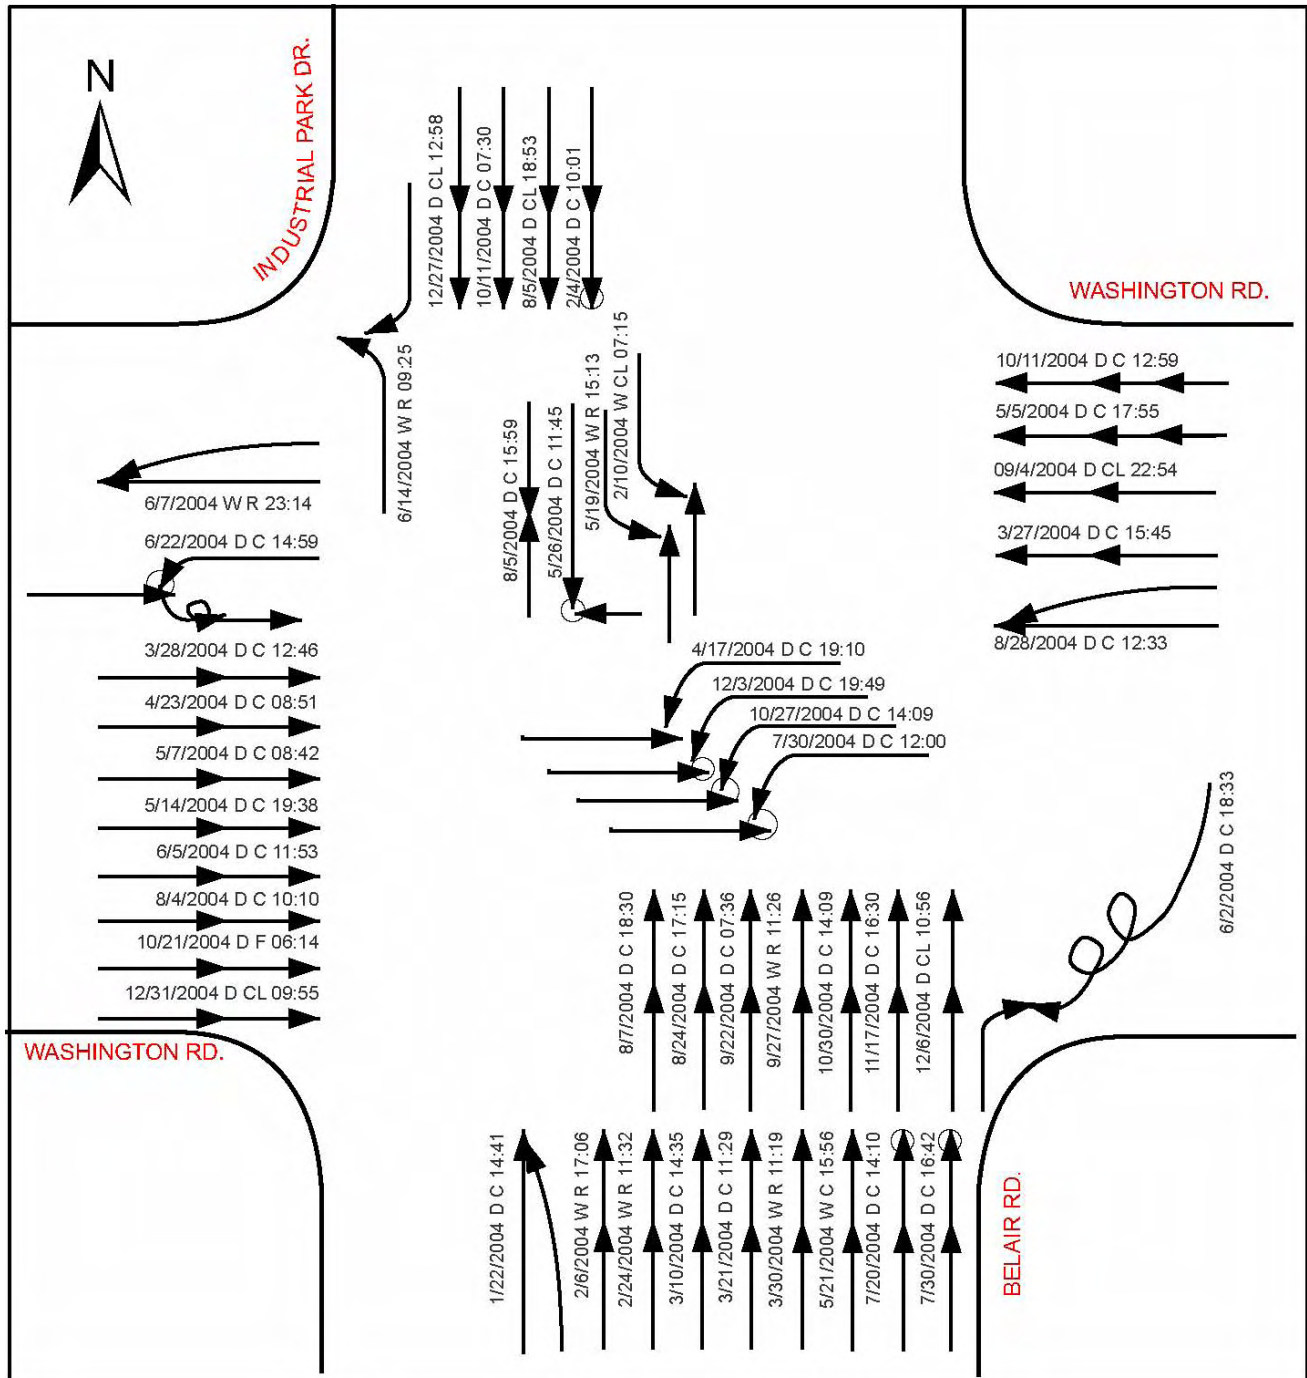 N
INDUSTRIAL PARK DR.
12/27/2004 D CL 12:58
10/11/2004 D C 07:30
8/5/2004 D CL 18:53
2/4/2004 D C 10:01
WASHINGTON RD.
6/14/2004 W R 09:25
8/5/2004 D C 15:59
5/26/2004 D C 11:45
5/19/2004 W R 15:13
2/10/2004 W CL 07:15
10/11/2004 D C 12:59
5/5/2004 D C 17:55
09/4/2004 D CL 22:54
3/27/2004 D C 15:45
8/28/2004 D C 12:33
6/7/2004 W R 23:14
6/22/2004 D C 14:59
3/28/2004 D C 12:46
4/23/2004 D C 08:51
5/7/2004 D C 08:42
5/14/2004 D C 19:38
6/5/2004 D C 11:53
8/4/2004 D C 10:10
10/21/2004 D F 06:14
12/31/2004 D CL 09:55
WASHINGTON RD.
4/17/2004 D C 19:10
12/3/2004 D C 19:49
10/27/2004 D C 14:09
7/30/2004 D C 12:00
6/2/2004 D C 18:33
8/7/2004 D C 18:30
8/24/2004 D C 17:15
9/22/2004 D C 07:36
9/27/2004 W R 11:26
10/30/2004 D C 14:09
11/17/2004 D C 16:30
12/6/2004 D CL 10:56
1/22/2004 D C 14:41
2/6/2004 W R 17:06
2/24/2004 W R 11:32
3/10/2004 D C 14:35
3/21/2004 D C 11:29
3/30/2004 W R 11:19
5/21/2004 W C 15:56
7/20/2004 D C 14:10
7/30/2004 D C 16:42
BELAIR RD.